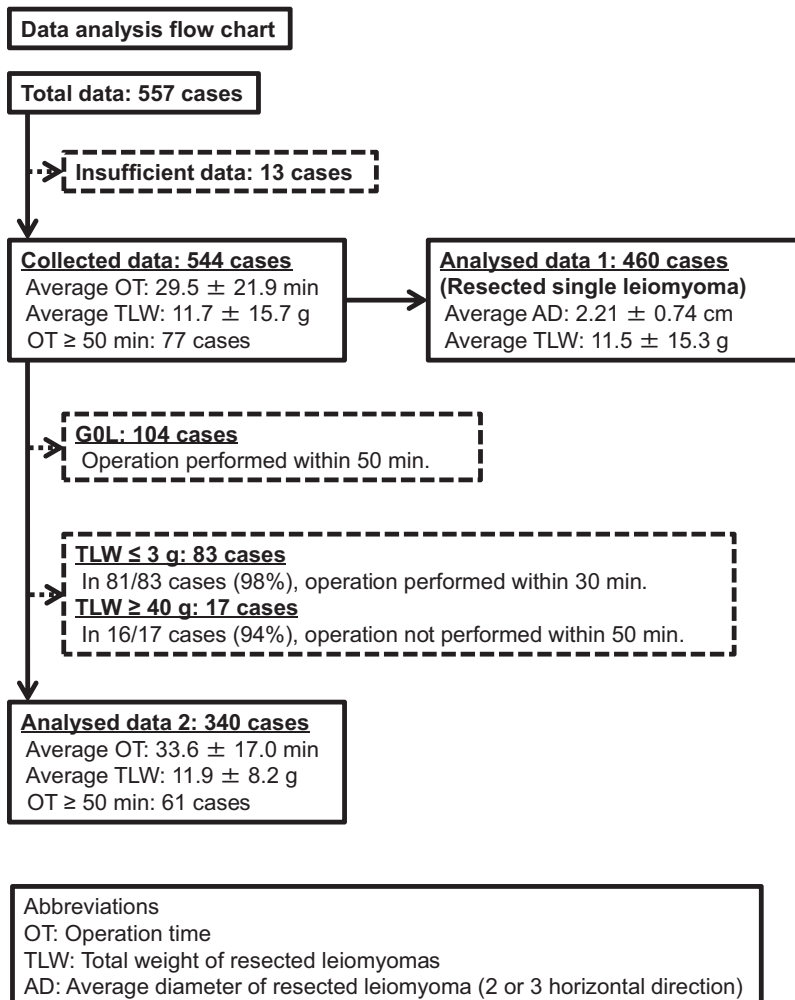 Data analysis flow chart
Total data: 557 cases
Insufficient data: 13 cases
Collected data: 544 cases
Average OT: 29.5 ± 21.9 min
Average TLW: 11.7 ± 15.7 g
OT ≥ 50 min: 77 cases
Analysed data 1: 460 cases
(Resected single leiomyoma)
Average AD: 2.21 ± 0.74 cm
Average TLW: 11.5 ± 15.3 g
G0L: 104 cases
Operation performed within 50 min.
TLW ≤ 3 g: 83 cases
In 81/83 cases (98%), operation performed within 30 min.
TLW ≥ 40 g: 17 cases
In 16/17 cases (94%), operation not performed within 50 min.
Analysed data 2: 340 cases
Average OT: 33.6 ± 17.0 min
Average TLW: 11.9 ± 8.2 g
OT ≥ 50 min: 61 cases
Abbreviations
OT: Operation time
TLW: Total weight of resected leiomyomas
AD: Average diameter of resected leiomyoma (2 or 3 horizontal direction)